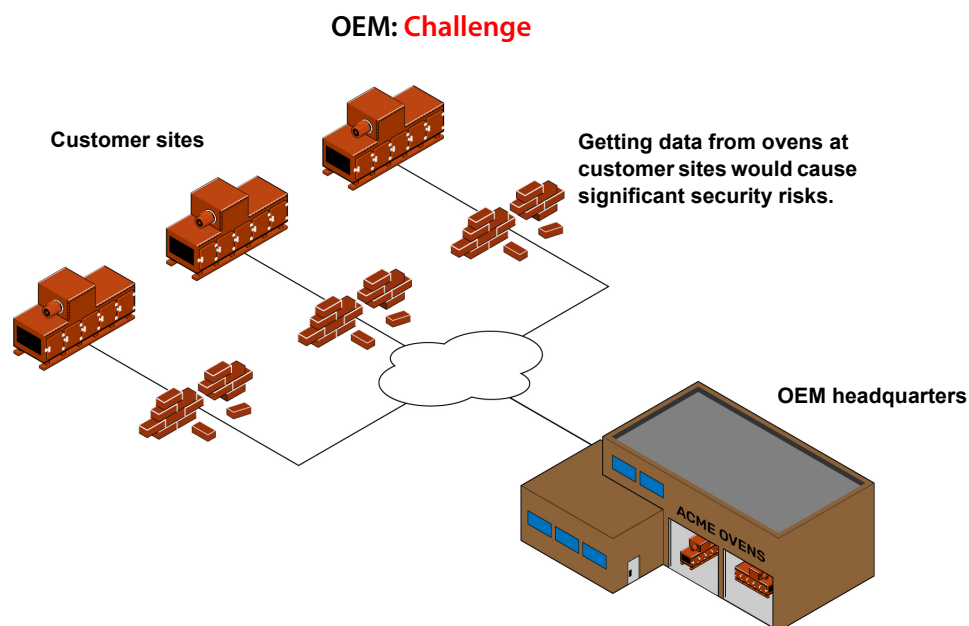 OEM: Challenge
Customer sites
Getting data from ovens at
customer sites would cause
significant security risks.
OEM headquarters
ACME OVENS